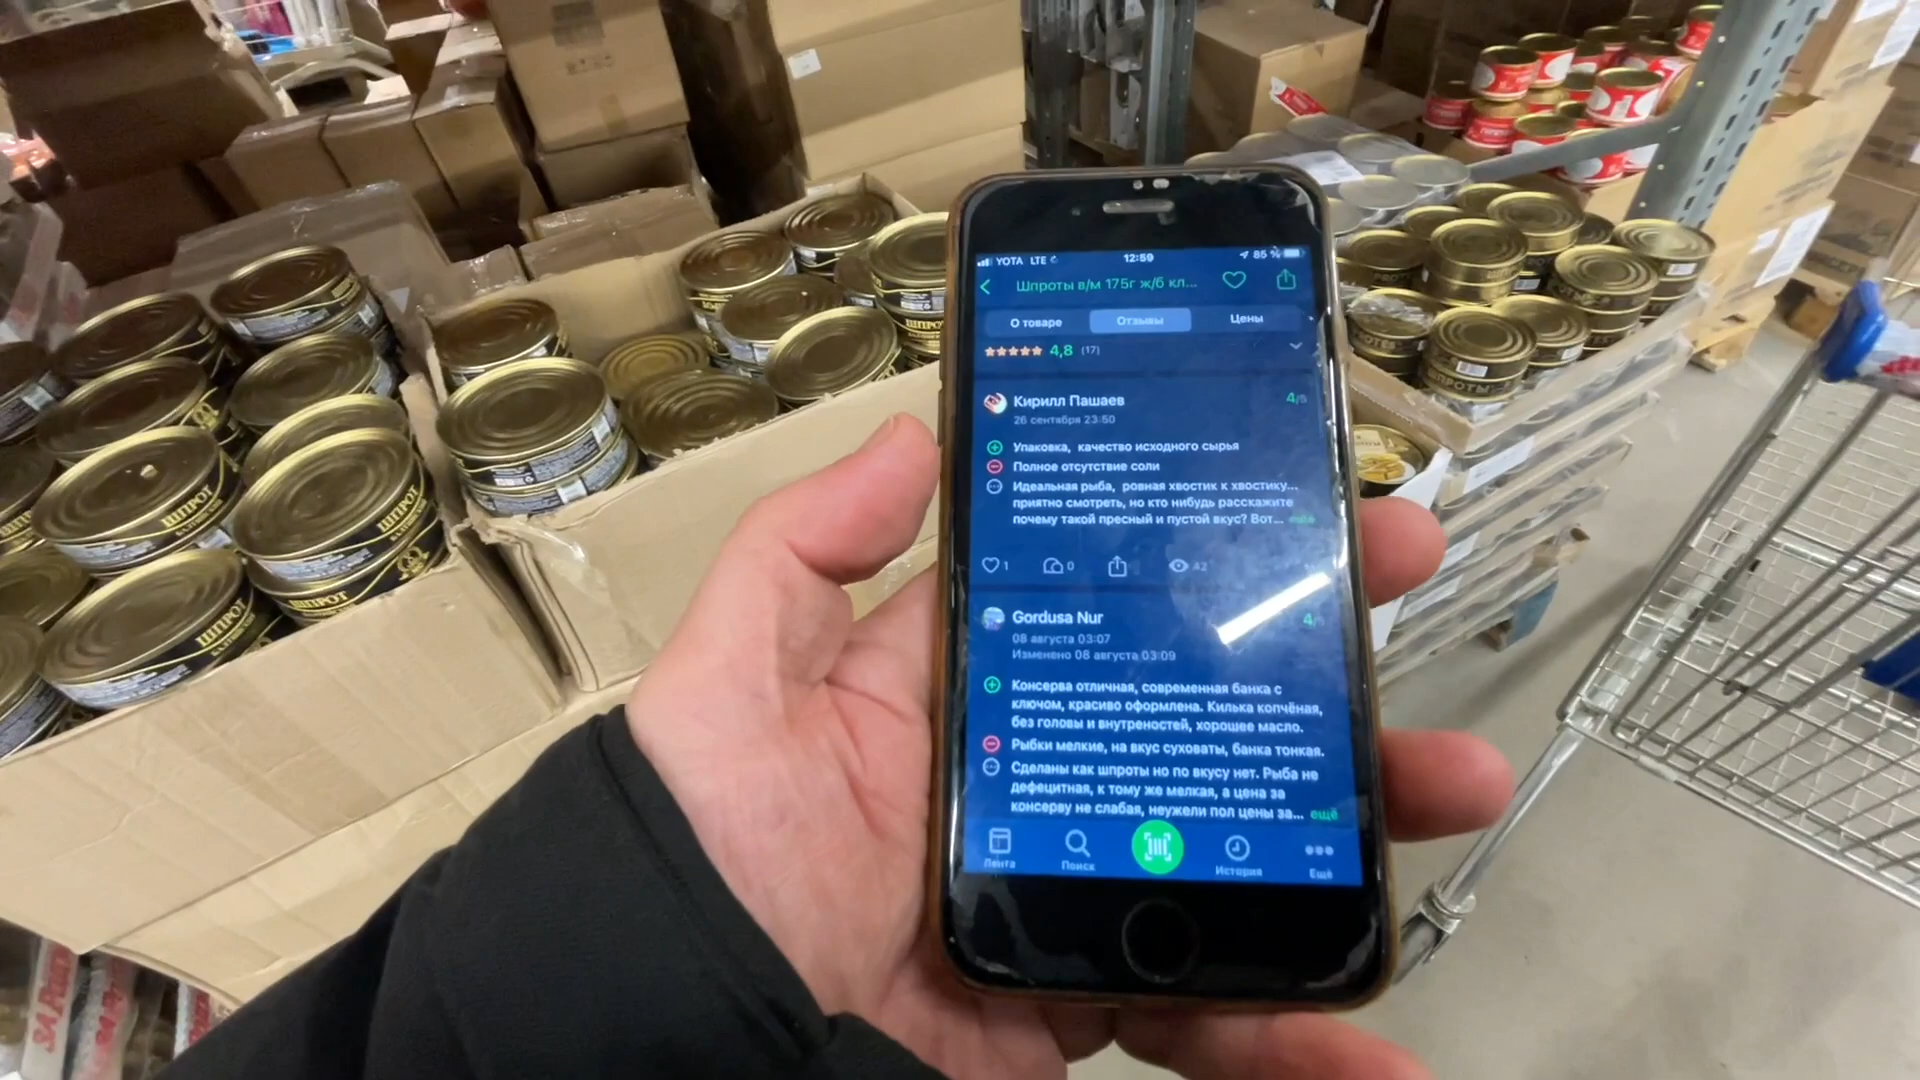 YOTA LTE 12:59 85 %
Шпроты в/м 175г ж/б кл...
О товаре Отзывы Цены
4,8 (17)
Кирилл Пашаев 4/5
26 сентября 23:50
Упаковка, качество исходного сырья
Полное отсутствие соли
Идеальная рыба, ровная хвостик к хвостику...
приятно смотреть, но кто нибудь расскажите
почему такой пресный и пустой вкус? Вот... ещё
1 0 42
Gordusa Nur 4/5
08 августа 03:07
Изменено 08 августа 03:09
Консерва отличная, современная банка с
ключом, красиво оформлена. Килька копчёная,
без головы и внутреностей, хорошее масло.
Рыбки мелкие, на вкус суховаты, банка тонкая.
Сделаны как шпроты но по вкусу нет. Рыба не
дефецитная, к тому же мелкая, а цена за
консерву не слабая, неужели пол цены за... ещё
Лента Поиск История Ещё
ШПРОТ
ШПРОТ
ШПРОТ
ШПРОТ
ШПРОТЫ